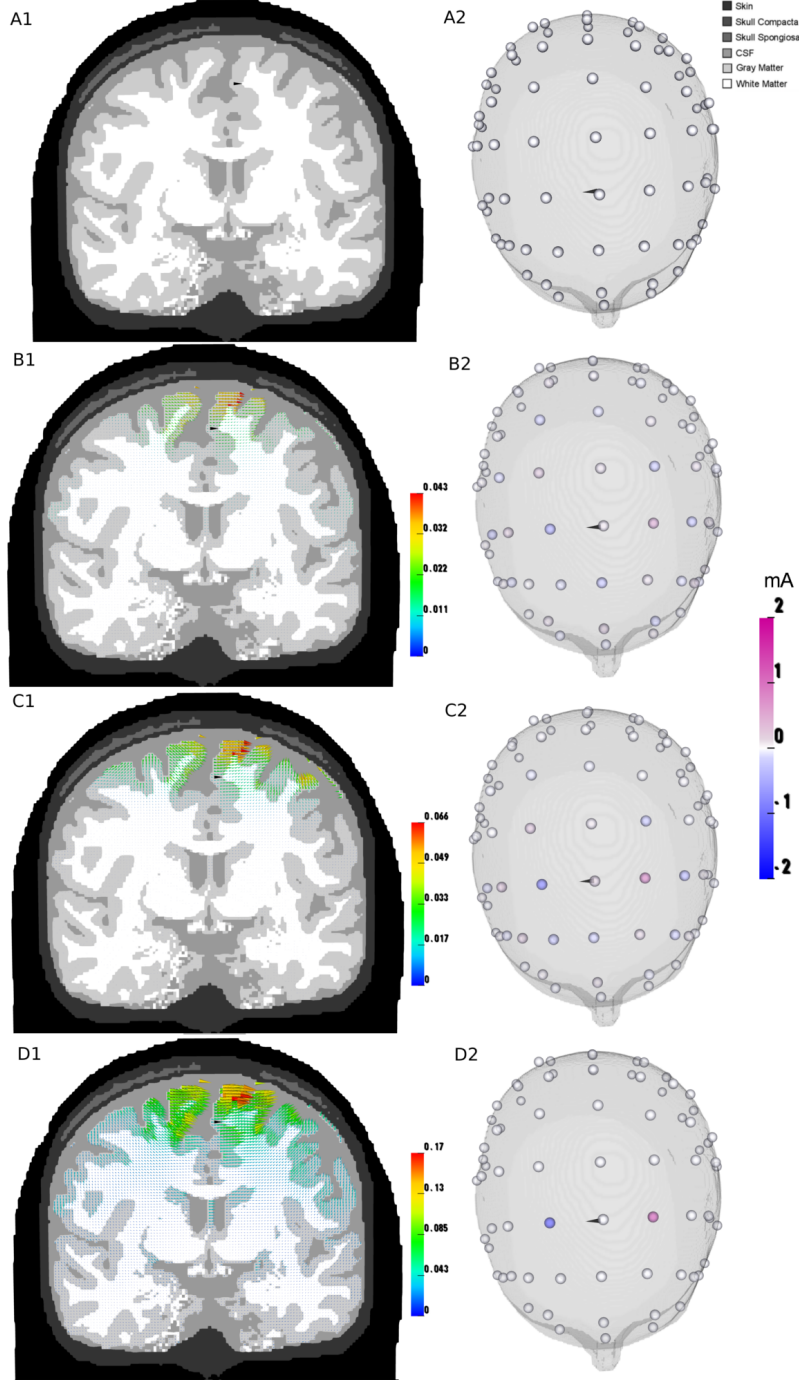 A1
A2
Skin
Skull Compacta
Skull Spongiosa
CSF
Gray Matter
White Matter
B1
B2
0.043
0.032
0.022
0.011
0
mA
2
1
0
- 1
- 2
C1
C2
0.066
0.049
0.033
0.017
0
D1
D2
0.17
0.13
0.085
0.043
0